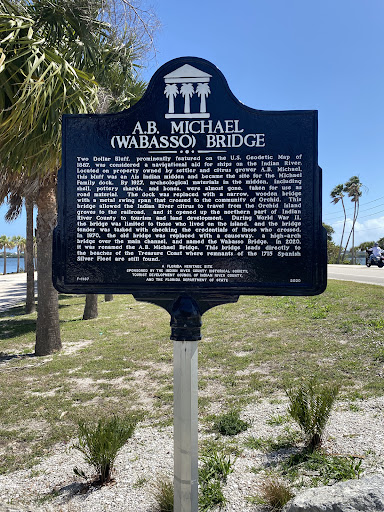 A.B. MICHAEL
(WABASSO) BRIDGE
Two Dollar Bluff, prominently featured on the U.S. Geodetic Map of
1867, was considered a navigational aid for ships on the Indian River.
Located on property owned by settler and citrus grower A.B. Michael,
this bluff was an Ais Indian midden and became the site for the Michael
Family dock. By 1927, archeological materials in the midden, including
shell, pottery shards, and bones, were almost gone, taken for use as
road material. The dock was replaced with a narrow, wooden bridge
with a metal swing span that crossed to the community of Orchid. This
bridge allowed the Indian River citrus to travel from the Orchid Island
groves to the railroad, and it opened up the northern part of Indian
River County to tourism and land development. During World War II,
the bridge was limited to those who lived on the island, and the bridge
tender was tasked with checking the credentials of those who crossed.
In 1970, the old bridge was replaced with a causeway, a high-arch
bridge over the main channel, and named the Wabasso Bridge. In 2020,
it was renamed the A.B. Michael Bridge. This bridge leads directly to
the beaches of the Treasure Coast where remnants of the 1715 Spanish
Silver Fleet are still found.
A FLORIDA HERITAGE SITE
SPONSORED BY THE INDIAN RIVER COUNTY HISTORICAL SOCIETY,
TOURIST DEVELOPMENT COUNCIL OF INDIAN RIVER COUNTY,
AND THE FLORIDA DEPARTMENT OF STATE
2020